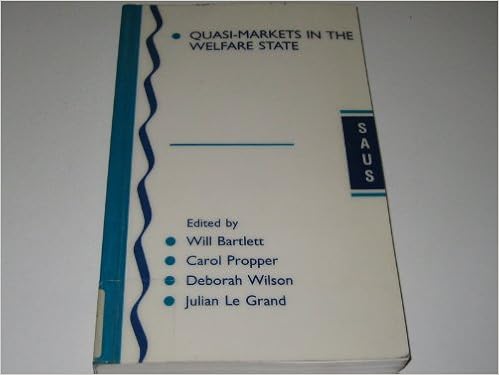 QUASI-MARKETS IN THE
WELFARE STATE
SAUS
Edited by
Will Bartlett
Carol Propper
Deborah Wilson
Julian Le Grand